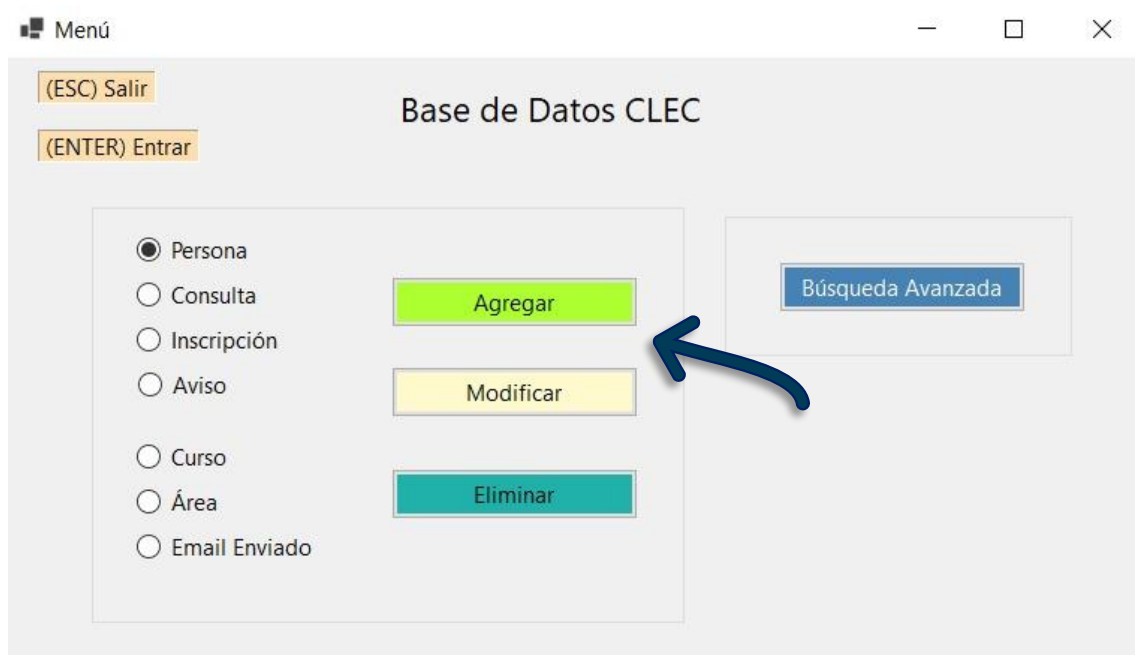 Menú
(ESC) Salir
Base de Datos CLEC
(ENTER) Entrar
Persona
Consulta
Inscripción
Aviso
Curso
Área
Email Enviado
Agregar
Modificar
Eliminar
Búsqueda Avanzada